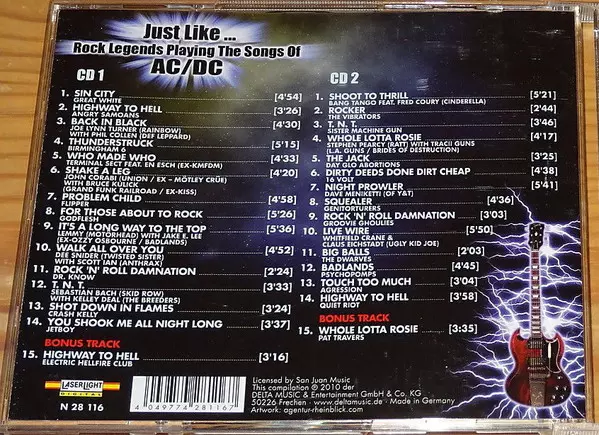 Just Like ...
Rock Legends Playing The Songs Of
AC/DC
CD 1
1. SIN CITY [4'54]
GREAT WHITE
2. HIGHWAY TO HELL [3'26]
ANGRY SAMOANS
3. BACK IN BLACK [4'30]
JOE LYNN TURNER (RAINBOW)
WITH PHIL COLLEN (DEF LEPPARD)
4. THUNDERSTRUCK [5'15]
BIRMINGHAM 6
5. WHO MADE WHO [4'33]
TERMINAL SECT FEAT. EN ESCH (EX-KMFDM)
6. SHAKE A LEG [4'20]
JOHN CORABI (UNION / EX – MÖTLEY CRÜE)
WITH BRUCE KULICK
(GRAND FUNK RAILROAD / EX-KISS)
7. PROBLEM CHILD [4'58]
FLIPPER
8. FOR THOSE ABOUT TO ROCK [5'26]
GODFLESH
9. IT'S A LONG WAY TO THE TOP [5'36]
LEMMY (MOTORHEAD) WITH JAKE E. LEE
(EX-OZZY OSBOURNE / BADLANDS)
10. WALK ALL OVER YOU [4'52]
DEE SNIDER (TWISTED SISTER)
WITH SCOTT IAN (ANTHRAX)
11. ROCK 'N' ROLL DAMNATION [2'24]
DR. KNOW
12. T. N. T. [3'33]
SEBASTIAN BACH (SKID ROW)
WITH KELLEY DEAL (THE BREEDERS)
13. SHOT DOWN IN FLAMES [3'24]
CRASH KELLY
14. YOU SHOOK ME ALL NIGHT LONG [3'37]
JETBOY
BONUS TRACK
15. HIGHWAY TO HELL [3'16]
ELECTRIC HELLFIRE CLUB
CD 2
1. SHOOT TO THRILL [5'21]
BANG TANGO FEAT. FRED COURY (CINDERELLA)
2. ROCKER [2'44]
THE VIBRATORS
3. T. N. T. [3'46]
SISTER MACHINE GUN
4. WHOLE LOTTA ROSIE [4'17]
STEPHEN PEARCY (RATT) WITH TRACII GUNS
(L.A. GUNS / BRIDES OF DESTRUCTION)
5. THE JACK [3'25]
DAY GLO ABORTIONS
6. DIRTY DEEDS DONE DIRT CHEAP [4'38]
16 VOLT
7. NIGHT PROWLER [5'41]
DAVE MENIKETTI (OF Y&T)
8. SQUEALER [4'36]
GENITORTURERS
9. ROCK 'N' ROLL DAMNATION [3'03]
GROOVIE GHOULIES
10. LIVE WIRE [5'50]
WHITFIELD CRANE &
CLAUS EICHSTADT (UGLY KID JOE)
11. BIG BALLS [2'03]
THE DWARVES
12. BADLANDS [4'45]
PSYCHOPOMPS
13. TOUCH TOO MUCH [3'04]
AGRESSION
14. HIGHWAY TO HELL [3'58]
QUIET RIOT
BONUS TRACK
15. WHOLE LOTTA ROSIE [3:35]
PAT TRAVERS
LASERLIGHT
DIGITAL
N 28 116
4 049774 281167
Licensed by San Juan Music
This compilation ℗ 2010 der
DELTA MUSIC & Entertainment GmbH & Co. KG
50226 Frechen · www.deltamusic.de · Made in Germany
Artwork: agentur-rheinblick.com